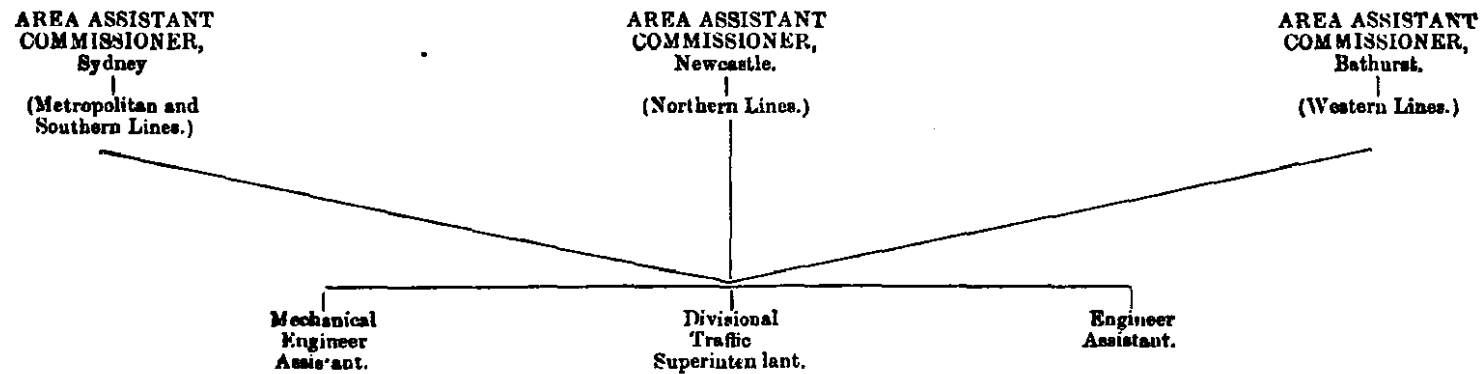 AREA ASSISTANT
COMMISSIONER,
Sydney
(Metropolitan and
Southern Lines.)
AREA ASSISTANT
COMMISSIONER,
Newcastle.
(Northern Lines.)
AREA ASSISTANT
COMMISSIONER,
Bathurst.
(Western Lines.)
Mechanical
Engineer
Assis'ant.
Divisional
Traffic
Superinten lant.
Engineer
Assistant.